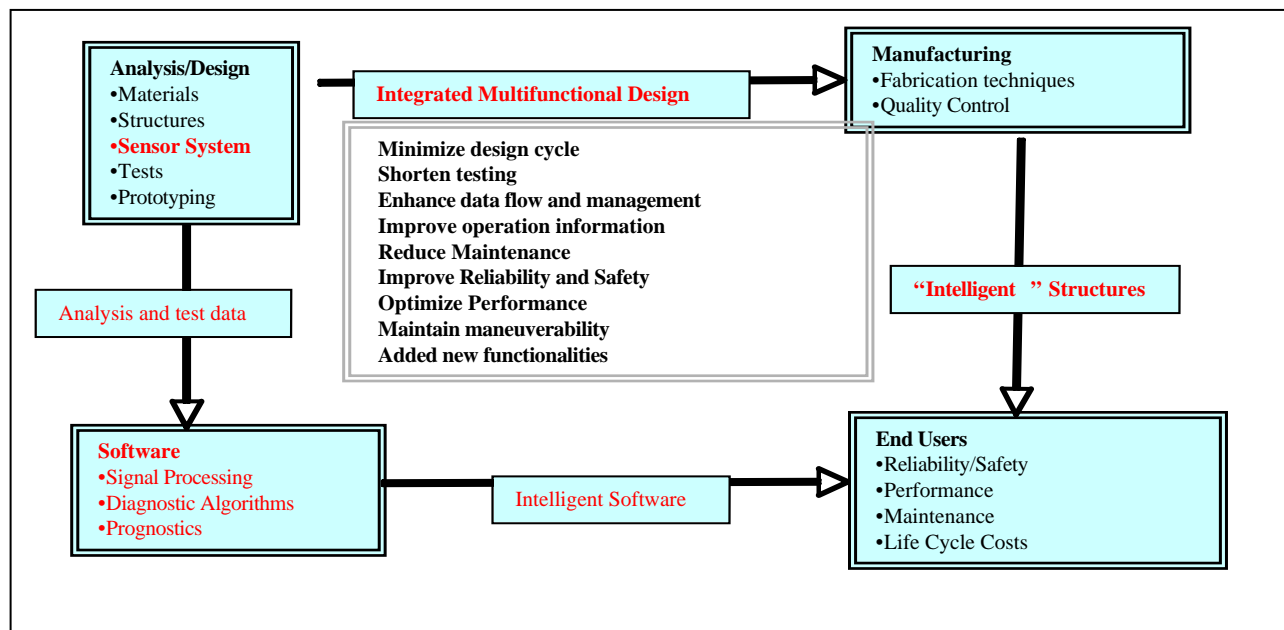 Analysis/Design
•Materials
•Structures
•Sensor System
•Tests
•Prototyping
Integrated Multifunctional Design
Manufacturing
•Fabrication techniques
•Quality Control
Minimize design cycle
Shorten testing
Enhance data flow and management
Improve operation information
Reduce Maintenance
Improve Reliability and Safety
Optimize Performance
Maintain maneuverability
Added new functionalities
Analysis and test data
“Intelligent ” Structures
Software
•Signal Processing
•Diagnostic Algorithms
•Prognostics
Intelligent Software
End Users
•Reliability/Safety
•Performance
•Maintenance
•Life Cycle Costs